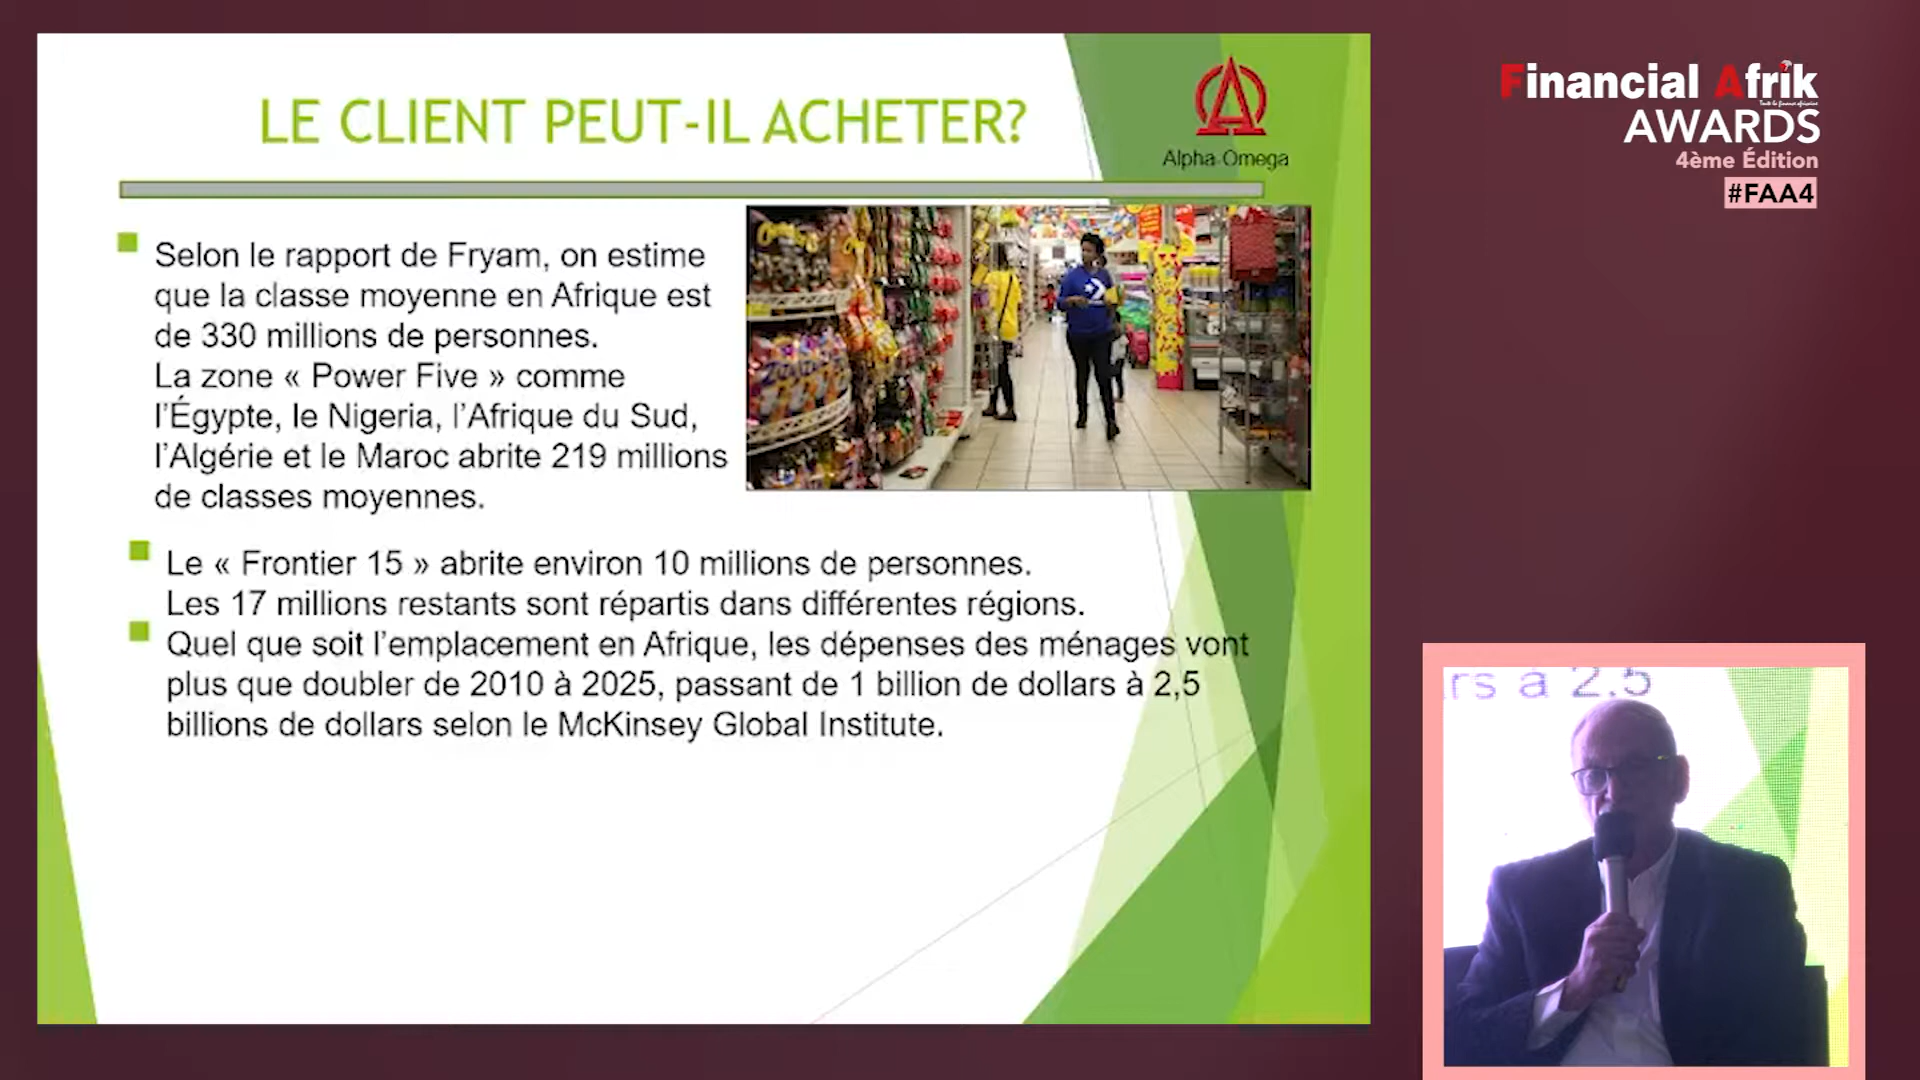 LE CLIENT PEUT-IL ACHETER?
Alpha-Omega
Selon le rapport de Fryam, on estime
que la classe moyenne en Afrique est
de 330 millions de personnes.
La zone « Power Five » comme
l’Égypte, le Nigeria, l’Afrique du Sud,
l’Algérie et le Maroc abrite 219 millions
de classes moyennes.
Le « Frontier 15 » abrite environ 10 millions de personnes.
Les 17 millions restants sont répartis dans différentes régions.
Quel que soit l’emplacement en Afrique, les dépenses des ménages vont
plus que doubler de 2010 à 2025, passant de 1 billion de dollars à 2,5
billions de dollars selon le McKinsey Global Institute.
Financial Afrik
AWARDS
4ème Édition
#FAA4
rs à 2.5